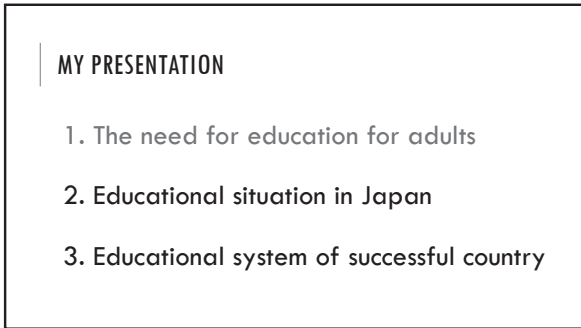 MY PRESENTATION
1. The need for education for adults
2. Educational situation in Japan
3. Educational system of successful country